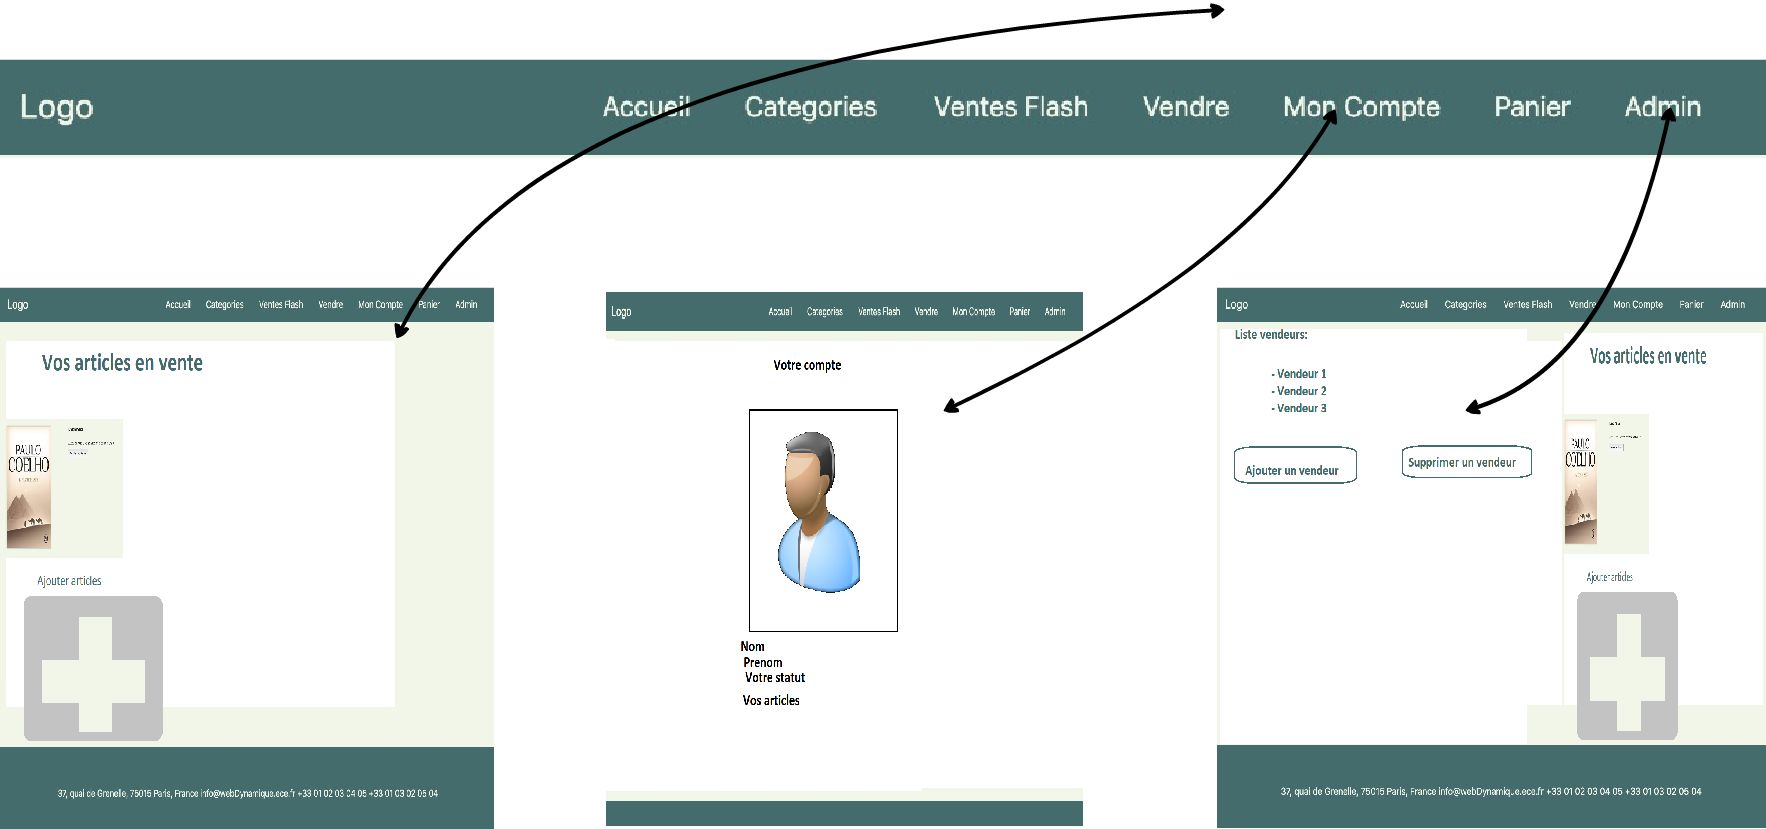 Logo Accueil Categories Ventes Flash Vendre Mon Compte Panier Admin
Logo Accueil Categories Ventes Flash Vendre Mon Compte Panier Admin
Vos articles en vente
PAULO
COELHO
Ajouter articles
37, quai de Grenelle, 75015 Paris, France info@webDynamique.ece.fr +33 01 02 03 04 05 +33 01 03 02 05 04
Logo Accueil Categories Ventes Flash Vendre Mon Compte Panier Admin
Votre compte
Nom
Prenom
Votre statut
Vos articles
Logo Accueil Categories Ventes Flash Vendre Mon Compte Panier Admin
Liste vendeurs:
- Vendeur 1
- Vendeur 2
- Vendeur 3
Ajouter un vendeur
Supprimer un vendeur
Vos articles en vente
PAULO
COELHO
Ajouter articles
37, quai de Grenelle, 75015 Paris, France info@webDynamique.ece.fr +33 01 02 03 04 05 +33 01 03 02 05 04